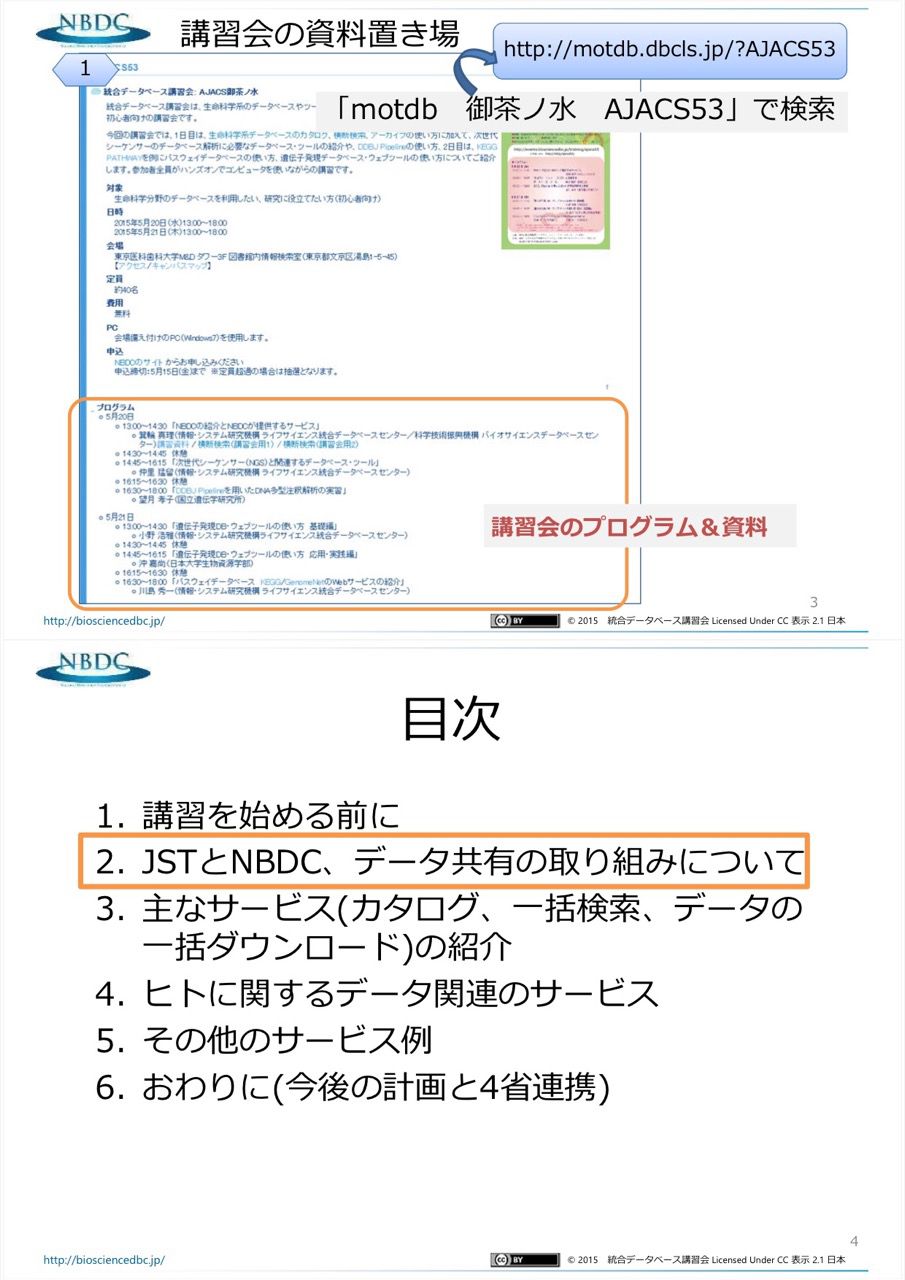 NBDC
講習会の資料置き場
http://motdb.dbcls.jp/?AJACS53
1
CS53
「motdb 御茶ノ水 AJACS53」で検索
統合データベース講習会: AJACS御茶ノ水
統合データベース講習会は、生命科学系のデータベースやツー
初心者向けの講習会です。
今回の講習会では、1日目は、生命科学系データベースのカタログ、横断検索、アーカイブの使い方に加えて、次世代
シーケンサーのデータベース解析に必要なデータベース・ツールの紹介や、DDBJ Pipelineの使い方、2日目は、KEGG
PATHWAYを例にパスウェイデータベースの使い方、遺伝子発現データベース・ウェブツールの使い方についてご紹介
します。参加者全員がハンズオンでコンピュータを使いながらの講習です。
対象
生命科学分野のデータベースを利用したい、研究に役立てたい方(初心者向け)
日時
2015年5月20日(水)13:00~18:00
2015年5月21日(木)13:00~18:00
会場
東京医科歯科大学M&D タワー3F 図書館内情報検索室(東京都文京区湯島1-5-45)
【アクセス/キャンパスマップ】
定員
約40名
費用
無料
PC
会場備え付けのPC(Windows7)を使用します。
申込
NBDCのサイト からお申し込みください
申込締切:5月15日(金)まで ※定員超過の場合は抽選となります。
プログラム
5月20日
13:00~14:30 「NBDCの紹介とNBDCが提供するサービス」
箕輪 真理(情報・システム研究機構 ライフサイエンス統合データベースセンター/科学技術振興機構 バイオサイエンスデータベースセン
ター) 講習資料 / 横断検索(講習会用1) / 横断検索(講習会用2)
14:30~14:45 休憩
14:45~16:15 「次世代シーケンサー(NGS)と関連するデータベース・ツール」
仲里 猛留(情報・システム研究機構 ライフサイエンス統合データベースセンター)
16:15~16:30 休憩
16:30~18:00 「DDBJ Pipelineを用いたDNA多型注釈解析の実習」
望月 孝子(国立遺伝学研究所)
5月21日
13:00~14:30 「遺伝子発現DB・ウェブツールの使い方 基礎編」
小野 浩雅(情報・システム研究機構 ライフサイエンス統合データベースセンター)
14:30~14:45 休憩
14:45~16:15 「遺伝子発現DB・ウェブツールの使い方 応用・実践編」
沖 嘉尚(日本大学生物資源学部)
16:15~16:30 休憩
16:30~18:00 「パスウェイデータベース KEGG/GenomeNetのWebサービスの紹介」
川島 秀一(情報・システム研究機構 ライフサイエンス統合データベースセンター)
講習会のプログラム＆資料
3
http://biosciencedbc.jp/
(cc) BY © 2015 統合データベース講習会 Licensed Under CC 表示 2.1 日本
NBDC
目次
1. 講習を始める前に
2. JSTとNBDC、データ共有の取り組みについて
3. 主なサービス(カタログ、一括検索、データの
一括ダウンロード)の紹介
4. ヒトに関するデータ関連のサービス
5. その他のサービス例
6. おわりに(今後の計画と4省連携)
4
http://biosciencedbc.jp/
(cc) BY © 2015 統合データベース講習会 Licensed Under CC 表示 2.1 日本